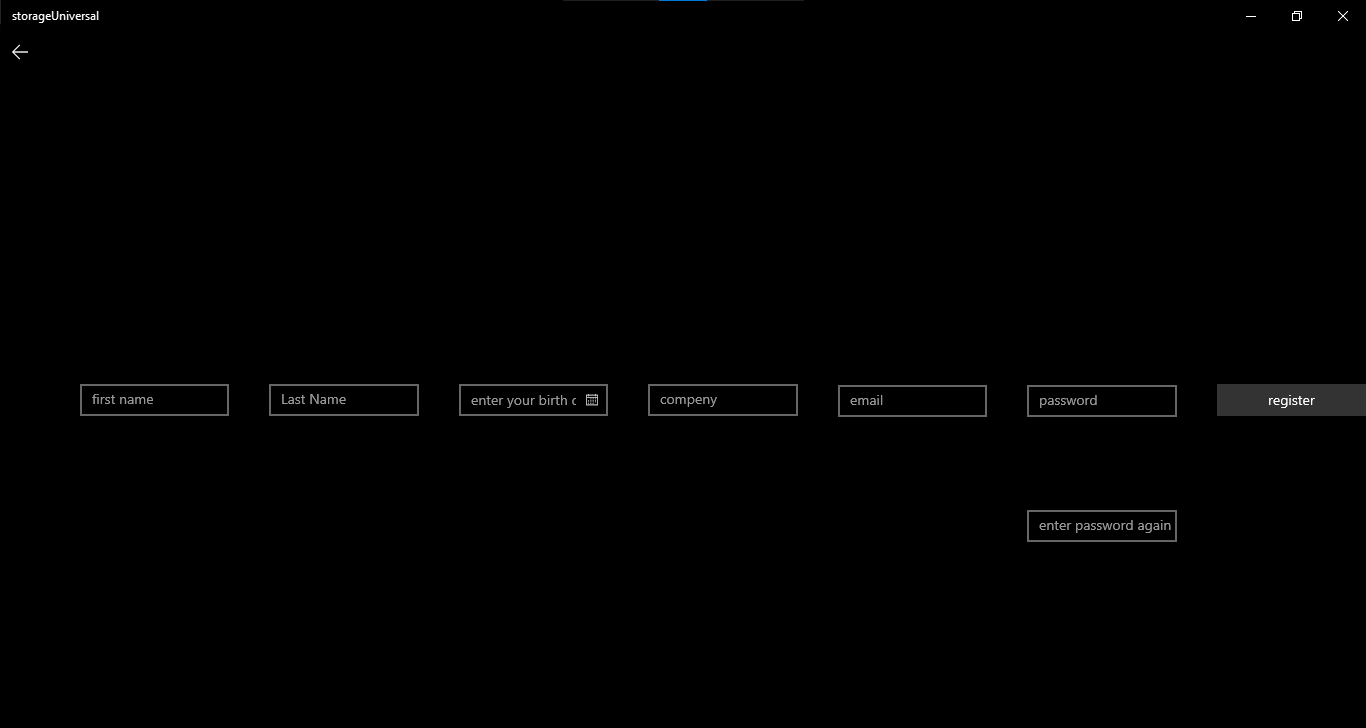 storageUniversal
first name
Last Name
enter your birth
compeny
email
password
register
enter password again